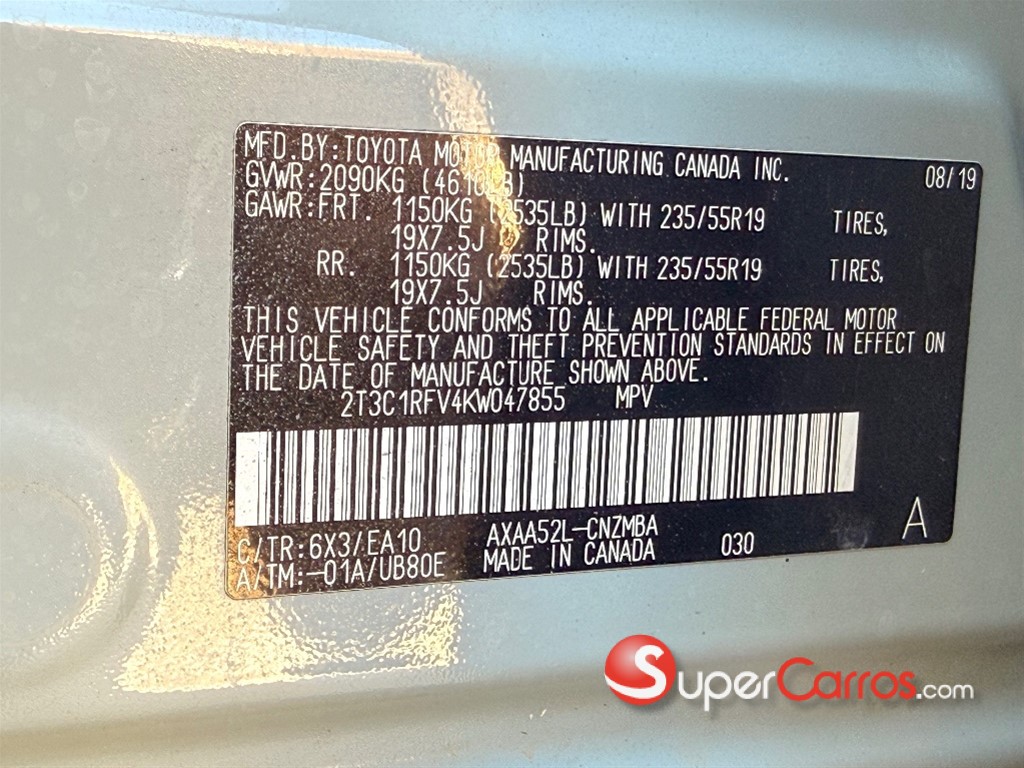 MFD.BY:TOYOTA MOTOR MANUFACTURING CANADA INC. 08/19
GVWR:2090KG (4610LB)
GAWR:FRT. 1150KG (2535LB) WITH 235/55R19 TIRES,
19X7.5J RIMS.
RR. 1150KG (2535LB) WITH 235/55R19 TIRES,
19X7.5J RIMS.
THIS VEHICLE CONFORMS TO ALL APPLICABLE FEDERAL MOTOR
VEHICLE SAFETY AND THEFT PREVENTION STANDARDS IN EFFECT ON
THE DATE OF MANUFACTURE SHOWN ABOVE.
2T3C1RFV4KW047855 MPV
C/TR:6X3/EA10 AXAA52L-CNZMBA A
A/TM:-01A/UB80E MADE IN CANADA 030
S SuperCarros.com